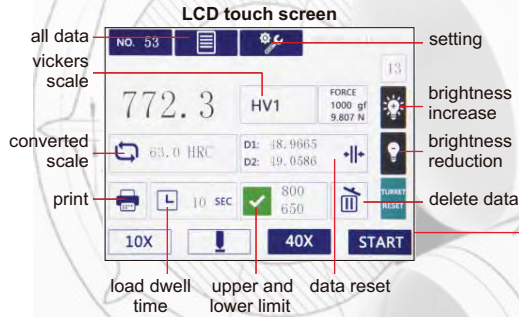 LCD touch screen
all data
NO. 53
setting
vickers
scale
13
772.3
HV1
FORCE
1000 gf
9.807 N
brightness
increase
converted
scale
63.0 HRC
D1: 48.9665
D2: 49.0586
brightness
reduction
print
10 SEC
800
650
TURRET
RESET
delete data
10X
40X
START
load dwell
time
upper and
lower limit
data reset